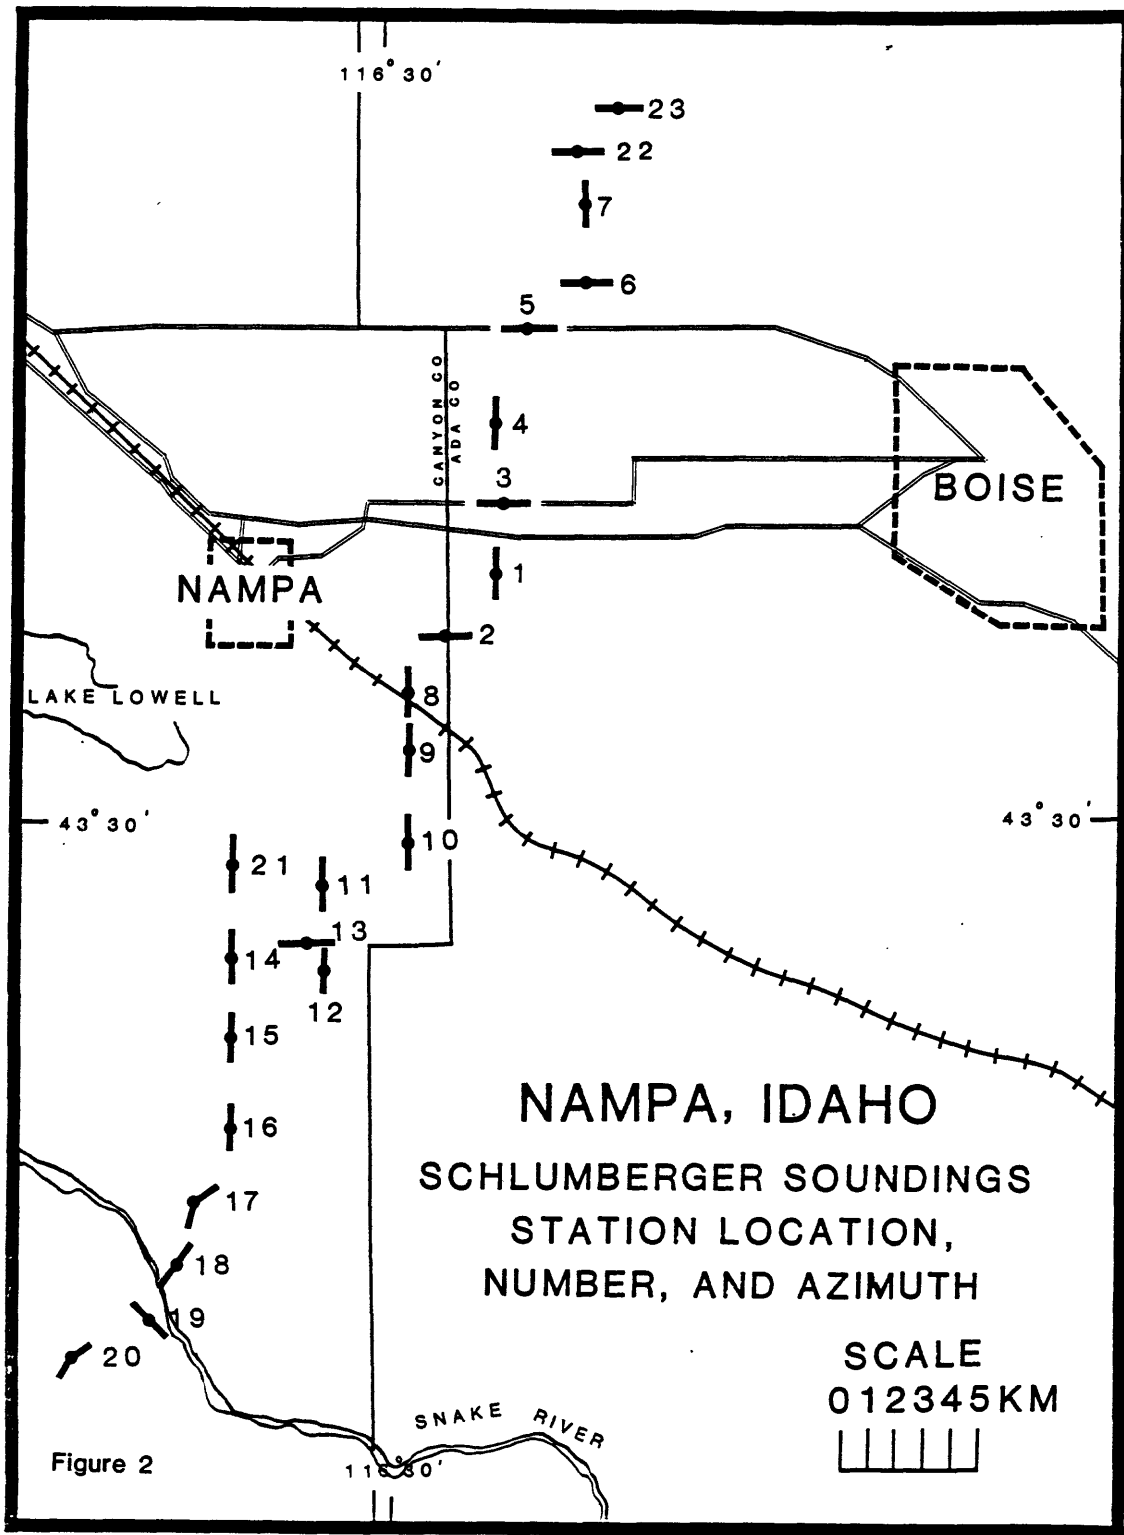 116°30'
23
22
7
6
5
CANYON CO
ADA CO
4
3
BOISE
1
NAMPA
2
8
LAKE LOWELL
9
43°30'
43°30'
10
21
11
13
14
12
15
NAMPA, IDAHO
16
SCHLUMBERGER SOUNDINGS
17
STATION LOCATION,
18
NUMBER, AND AZIMUTH
19
20
SCALE
012345KM
SNAKE RIVER
Figure 2
116°30'